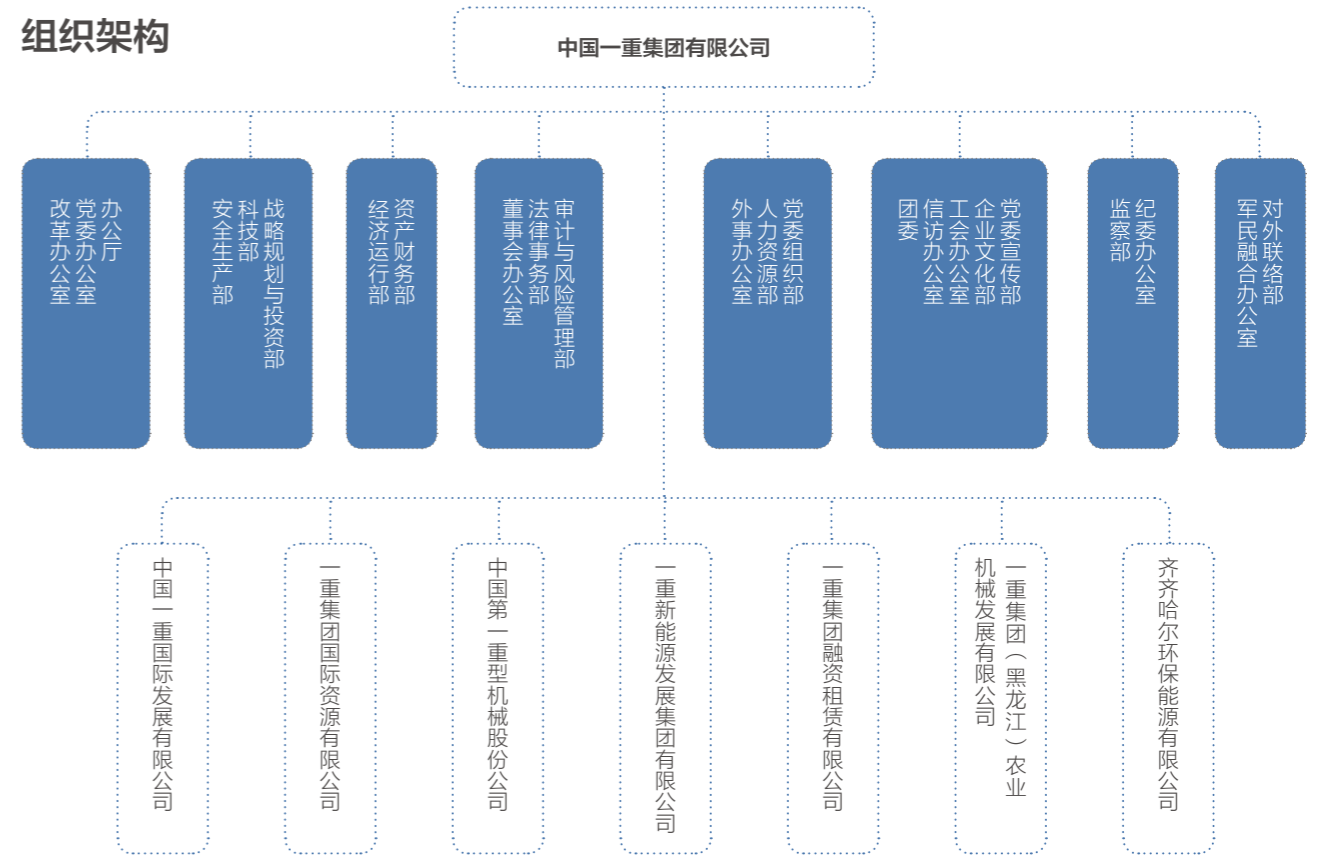 组织架构
中国一重集团有限公司
办公厅
党委办公室
改革办公室
战略规划与投资部
科技部
安全生产部
资产财务部
经济运行部
审计与风险管理部
法律事务部
董事会办公室
党委组织部
人力资源部
外事办公室
党委宣传部
企业文化部
工会办公室
信访办公室
团委
纪委办公室
监察部
对外联络部
军民融合办公室
中国一重国际发展有限公司
一重集团国际资源有限公司
中国第一重型机械股份公司
一重新能源发展集团有限公司
一重集团融资租赁有限公司
一重集团（黑龙江）农业
机械发展有限公司
齐齐哈尔环保能源有限公司